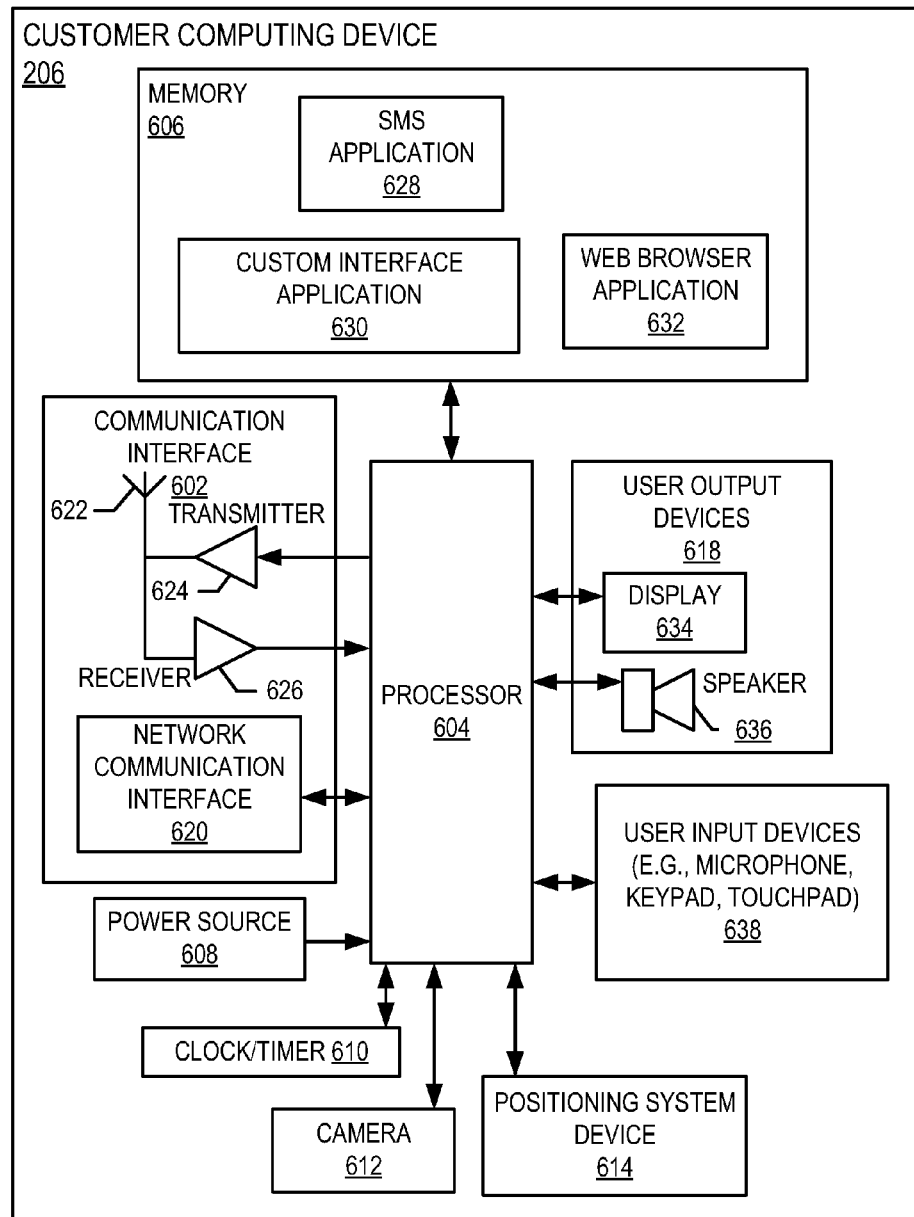 CUSTOMER COMPUTING DEVICE
206
MEMORY
606
SMS
APPLICATION
628
CUSTOM INTERFACE
APPLICATION
630
WEB BROWSER
APPLICATION
632
COMMUNICATION
INTERFACE
602
622
TRANSMITTER
624
RECEIVER
626
NETWORK
COMMUNICATION
INTERFACE
620
PROCESSOR
604
USER OUTPUT
DEVICES
618
DISPLAY
634
SPEAKER
636
USER INPUT DEVICES
(E.G., MICROPHONE,
KEYPAD, TOUCHPAD)
638
POWER SOURCE
608
CLOCK/TIMER 610
CAMERA
612
POSITIONING SYSTEM
DEVICE
614